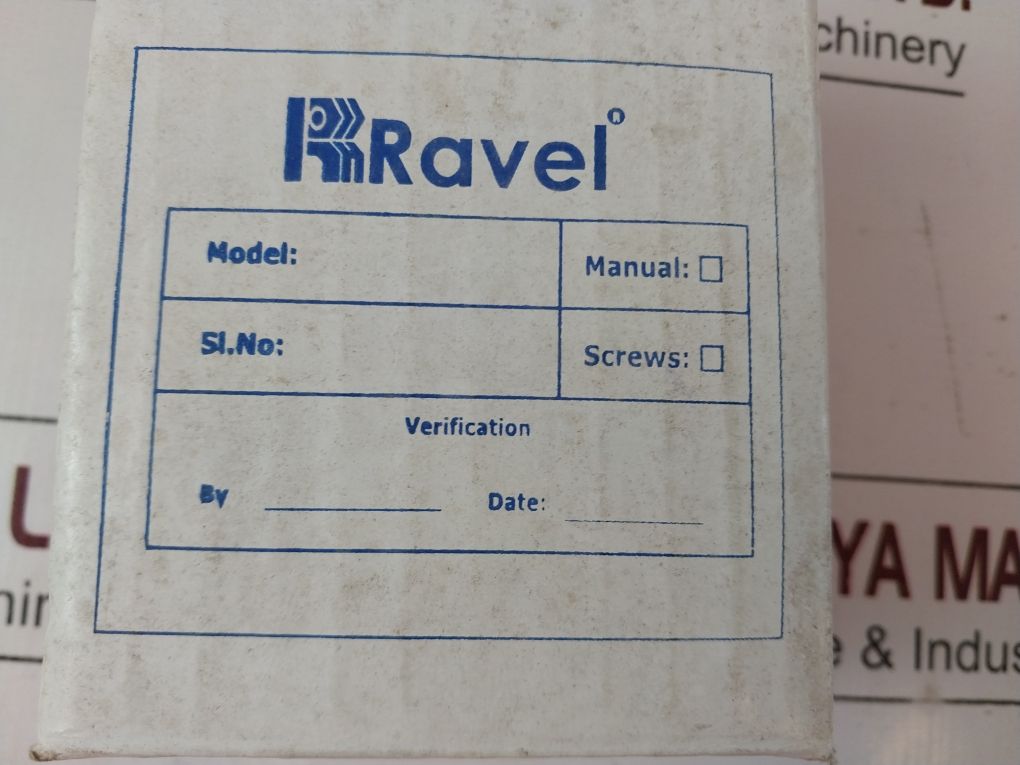 chinery
Ravel®
Model:
Manual: ☐
Sl.No:
Screws: ☐
Verification
By
Date:
YA MA
& Indus